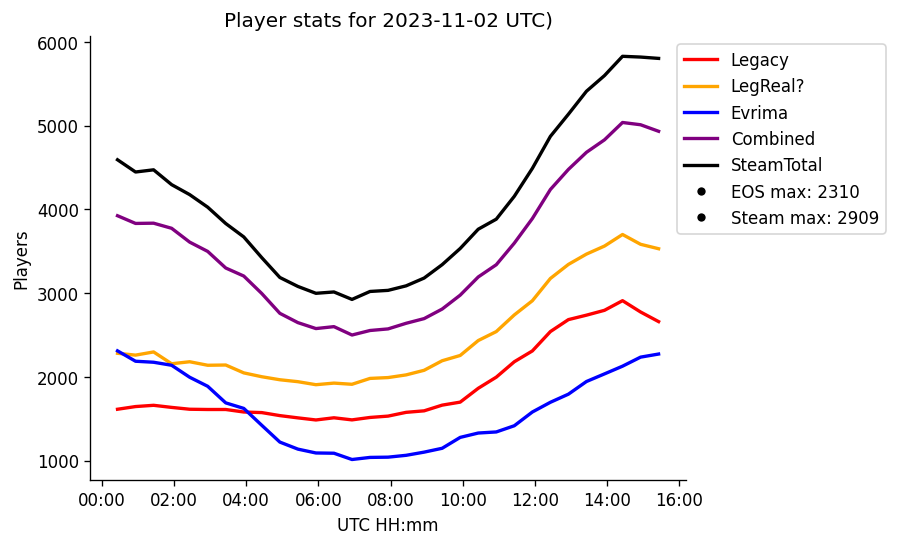 Player stats for 2023-11-02 UTC)
6000
5000
4000
3000
2000
1000
Players
00:00 02:00 04:00 06:00 08:00 10:00 12:00 14:00 16:00
UTC HH:mm
Legacy
LegReal?
Evrima
Combined
SteamTotal
EOS max: 2310
Steam max: 2909